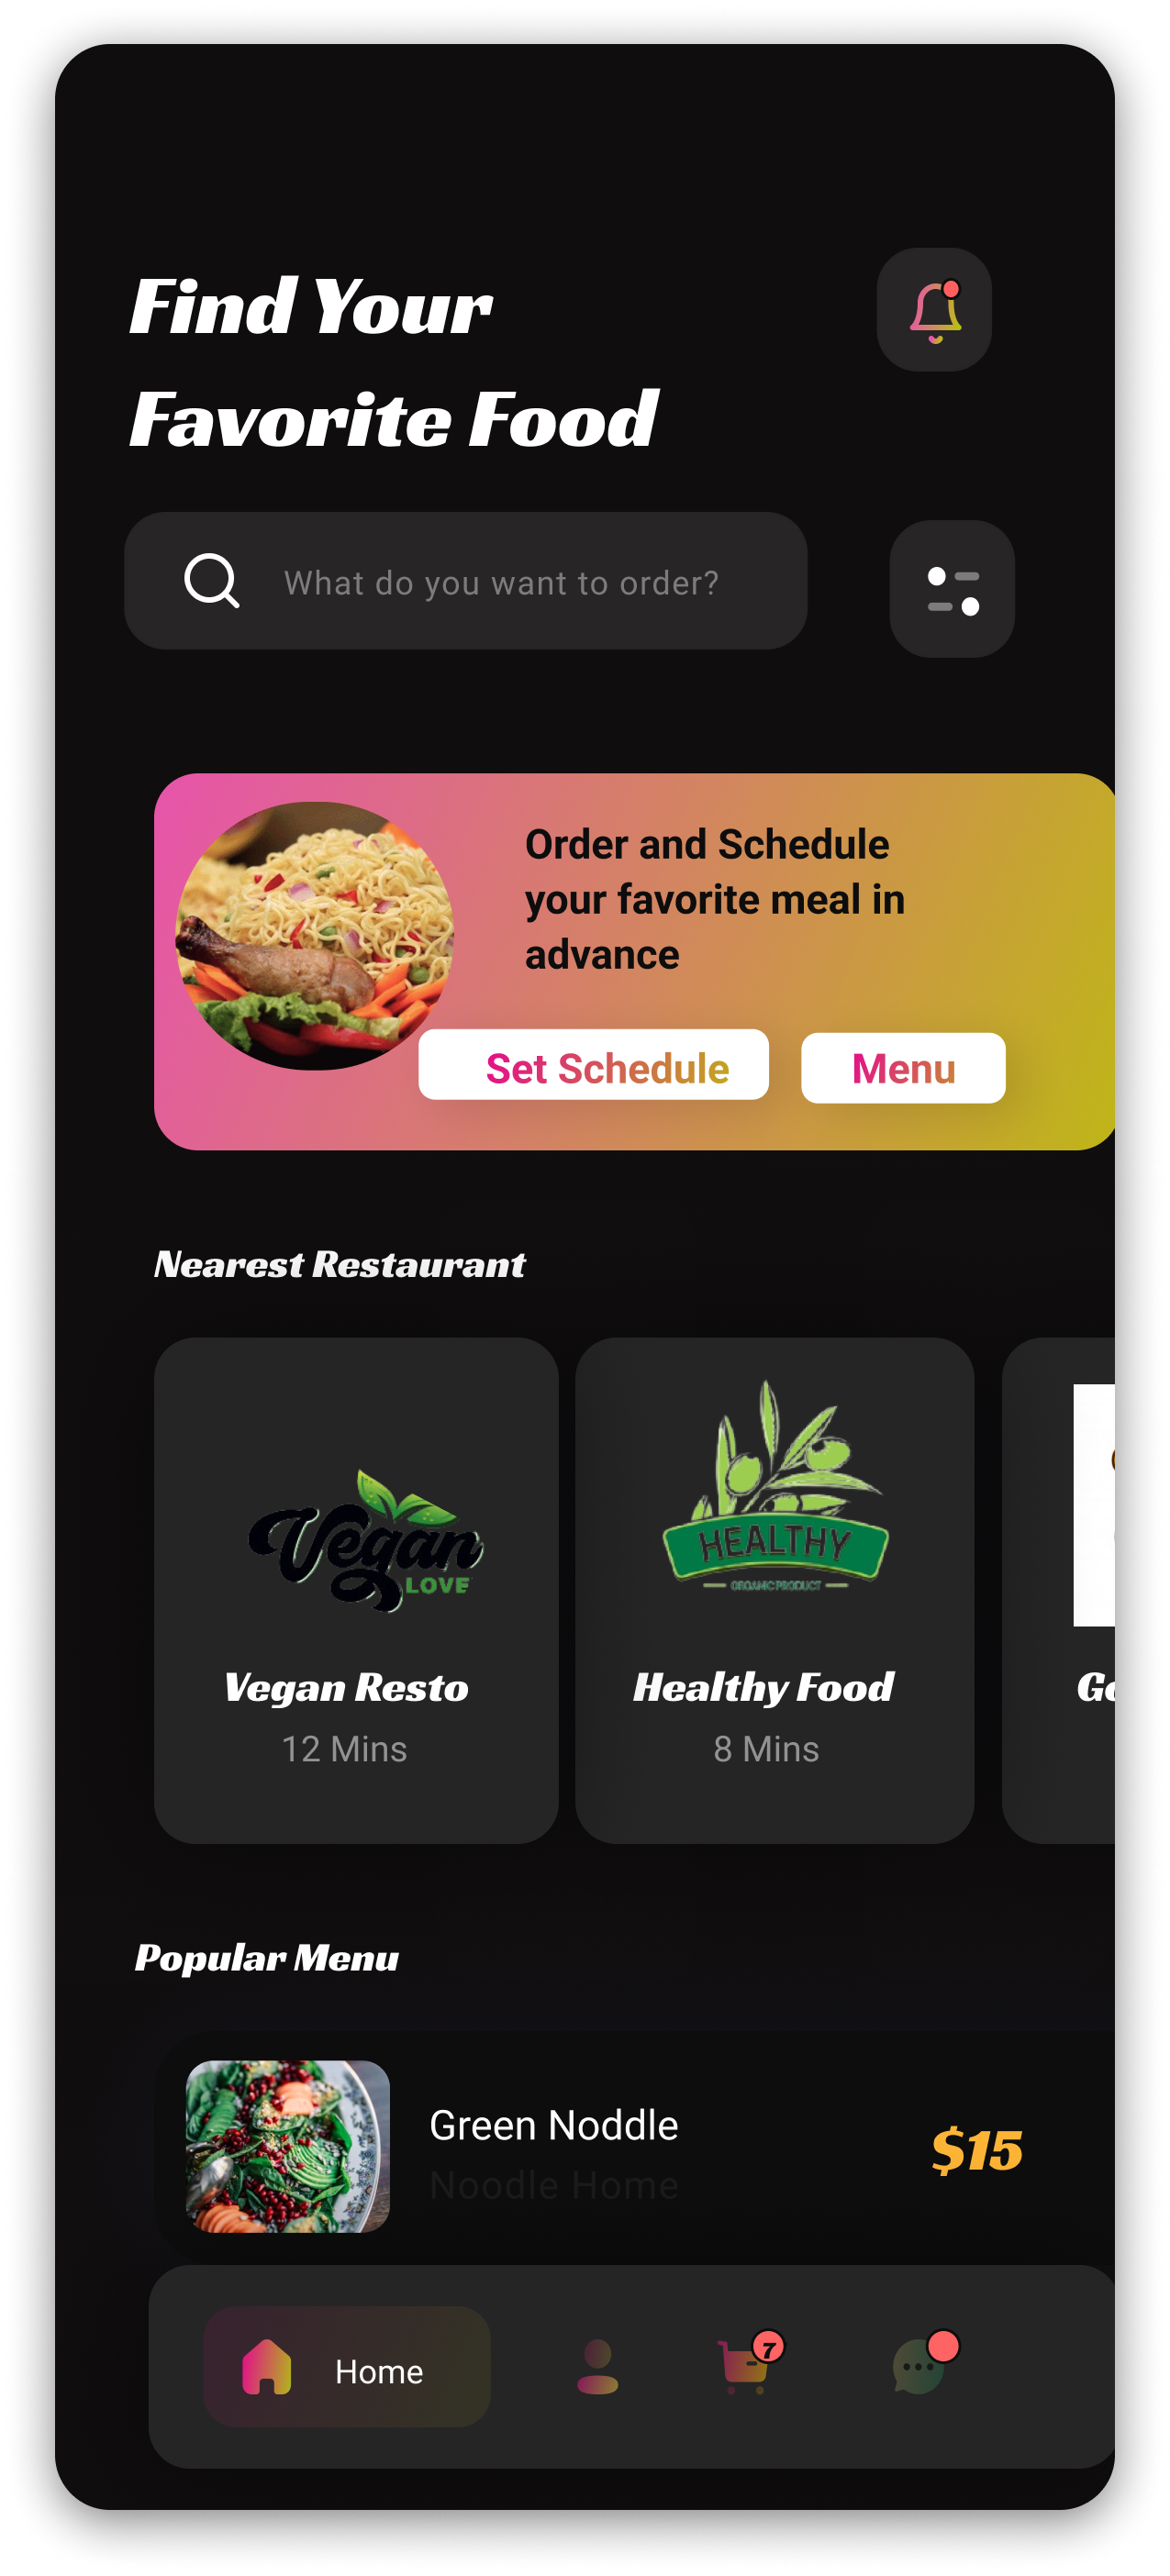 Find Your
Favorite Food
What do you want to order?
Order and Schedule
your favorite meal in
advance
Set Schedule
Menu
Nearest Restaurant
Vegan
LOVE
HEALTHY
ORGANIC PRODUCT
Vegan Resto
Healthy Food
Go
12 Mins
8 Mins
Popular Menu
Green Noddle
Noodle Home
$15
Home
7